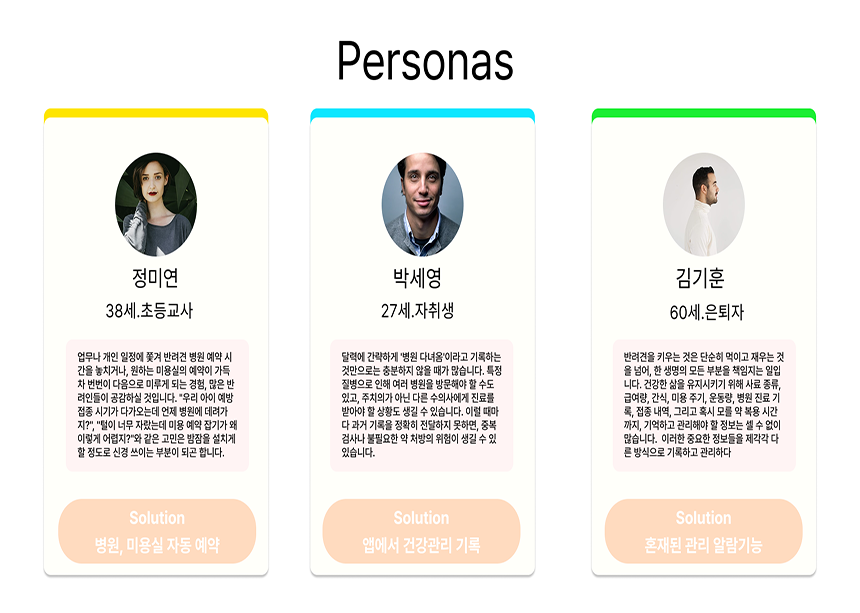 Personas
정미연
38세.초등교사
업무나 개인 일정에 쫓겨 반려견 병원 예약 시
간을 놓치거나, 원하는 미용실의 예약이 가득
차 번번이 다음으로 미루게 되는 경험, 많은 반
려인들이 공감하실 것입니다. "우리 아이 예방
접종 시기가 다가오는데 언제 병원에 데려가
지?", "털이 너무 자랐는데 미용 예약 잡기가 왜
이렇게 어렵지?"와 같은 고민은 밤잠을 설치게
할 정도로 신경 쓰이는 부분이 되곤 합니다.
Solution
병원, 미용실 자동 예약
박세영
27세.자취생
달력에 간략하게 '병원 다녀옴'이라고 기록하는
것만으로는 충분하지 않을 때가 많습니다. 특정
질병으로 인해 여러 병원을 방문해야 할 수도
있고, 주치의가 아닌 다른 수의사에게 진료를
받아야 할 상황도 생길 수 있습니다. 이럴 때마
다 과거 기록을 정확히 전달하지 못하면, 중복
검사나 불필요한 약 처방의 위험이 생길 수 있
있습니다.
Solution
앱에서 건강관리 기록
김기훈
60세.은퇴자
반려견을 키우는 것은 단순히 먹이고 재우는 것
을 넘어, 한 생명의 모든 부분을 책임지는 일입
니다. 건강한 삶을 유지시키기 위해 사료 종류,
급여량, 간식, 미용 주기, 운동량, 병원 진료 기
록, 접종 내역, 그리고 혹시 모를 약 복용 시간
까지, 기억하고 관리해야 할 정보는 셀 수 없이
많습니다. 이러한 중요한 정보들을 제각각 다
른 방식으로 기록하고 관리하다
Solution
혼재된 관리 알람기능